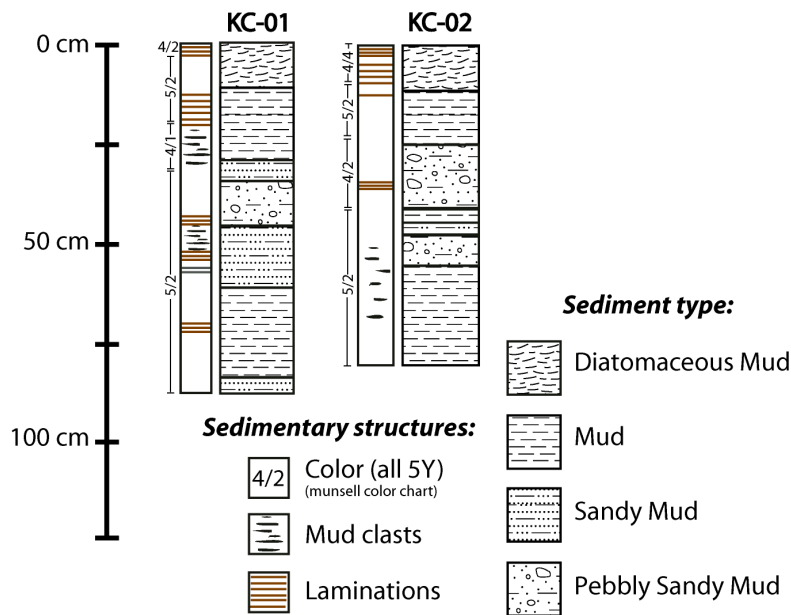 KC-01
KC-02
0 cm
50 cm
100 cm
4/2
5/2
4/1
5/2
4/4
5/2
4/2
5/2
Sediment type:
Diatomaceous Mud
Mud
Sandy Mud
Pebbly Sandy Mud
Sedimentary structures:
4/2
Color (all 5Y)
(munsell color chart)
Mud clasts
Laminations